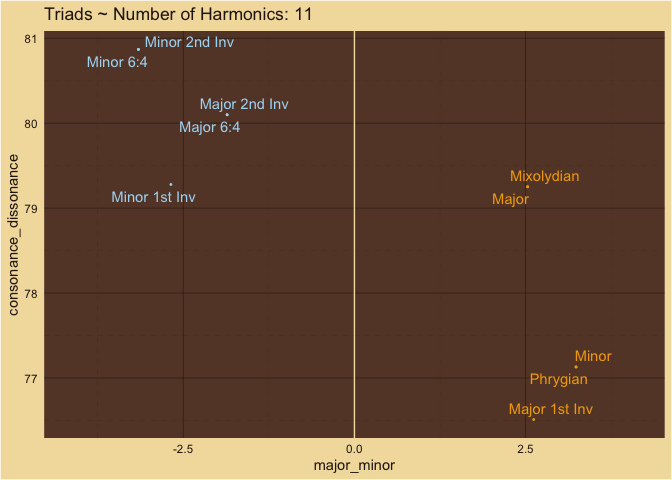 Triads ~ Number of Harmonics: 11
81
Minor 2nd Inv
Minor 6:4
Major 2nd Inv
80
Major 6:4
Mixolydian
Minor 1st Inv
Major
79
78
Minor
77
Phrygian
Major 1st Inv
consonance_dissonance
-2.5
0.0
2.5
major_minor